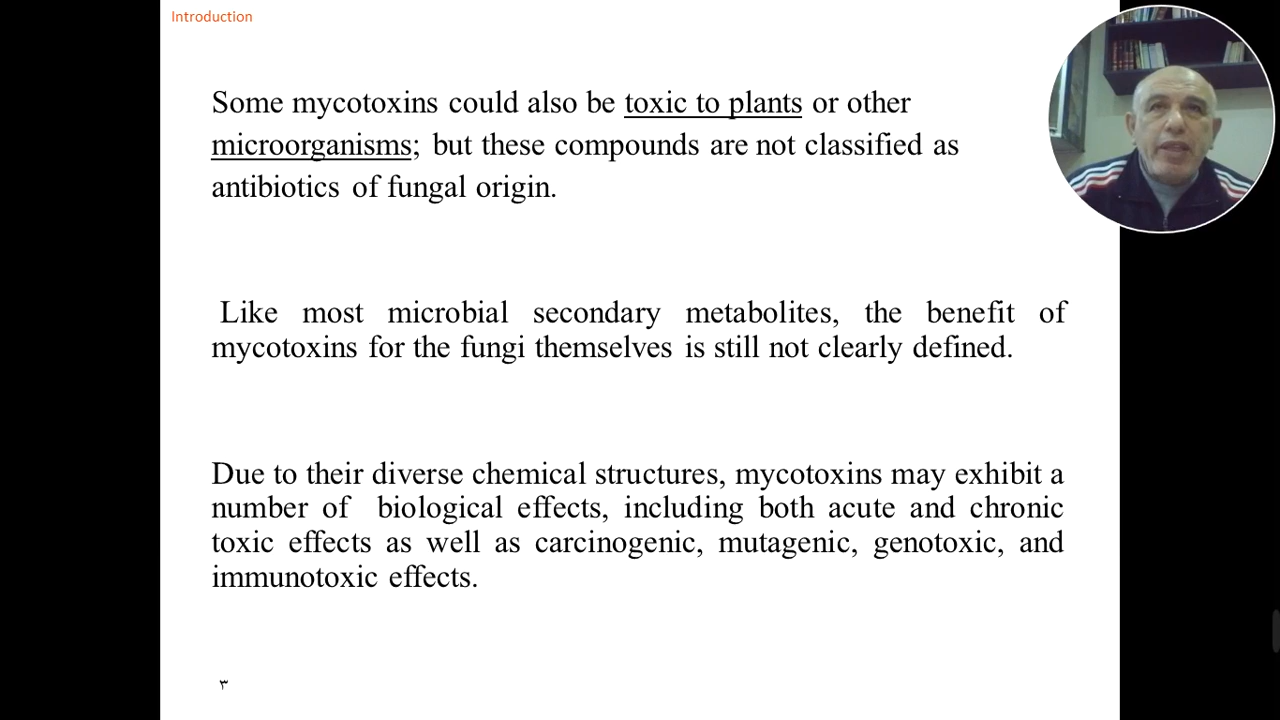 Introduction
Some mycotoxins could also be toxic to plants or other
microorganisms; but these compounds are not classified as
antibiotics of fungal origin.
Like most microbial secondary metabolites, the benefit of
mycotoxins for the fungi themselves is still not clearly defined.
Due to their diverse chemical structures, mycotoxins may exhibit a
number of biological effects, including both acute and chronic
toxic effects as well as carcinogenic, mutagenic, genotoxic, and
immunotoxic effects.
٣